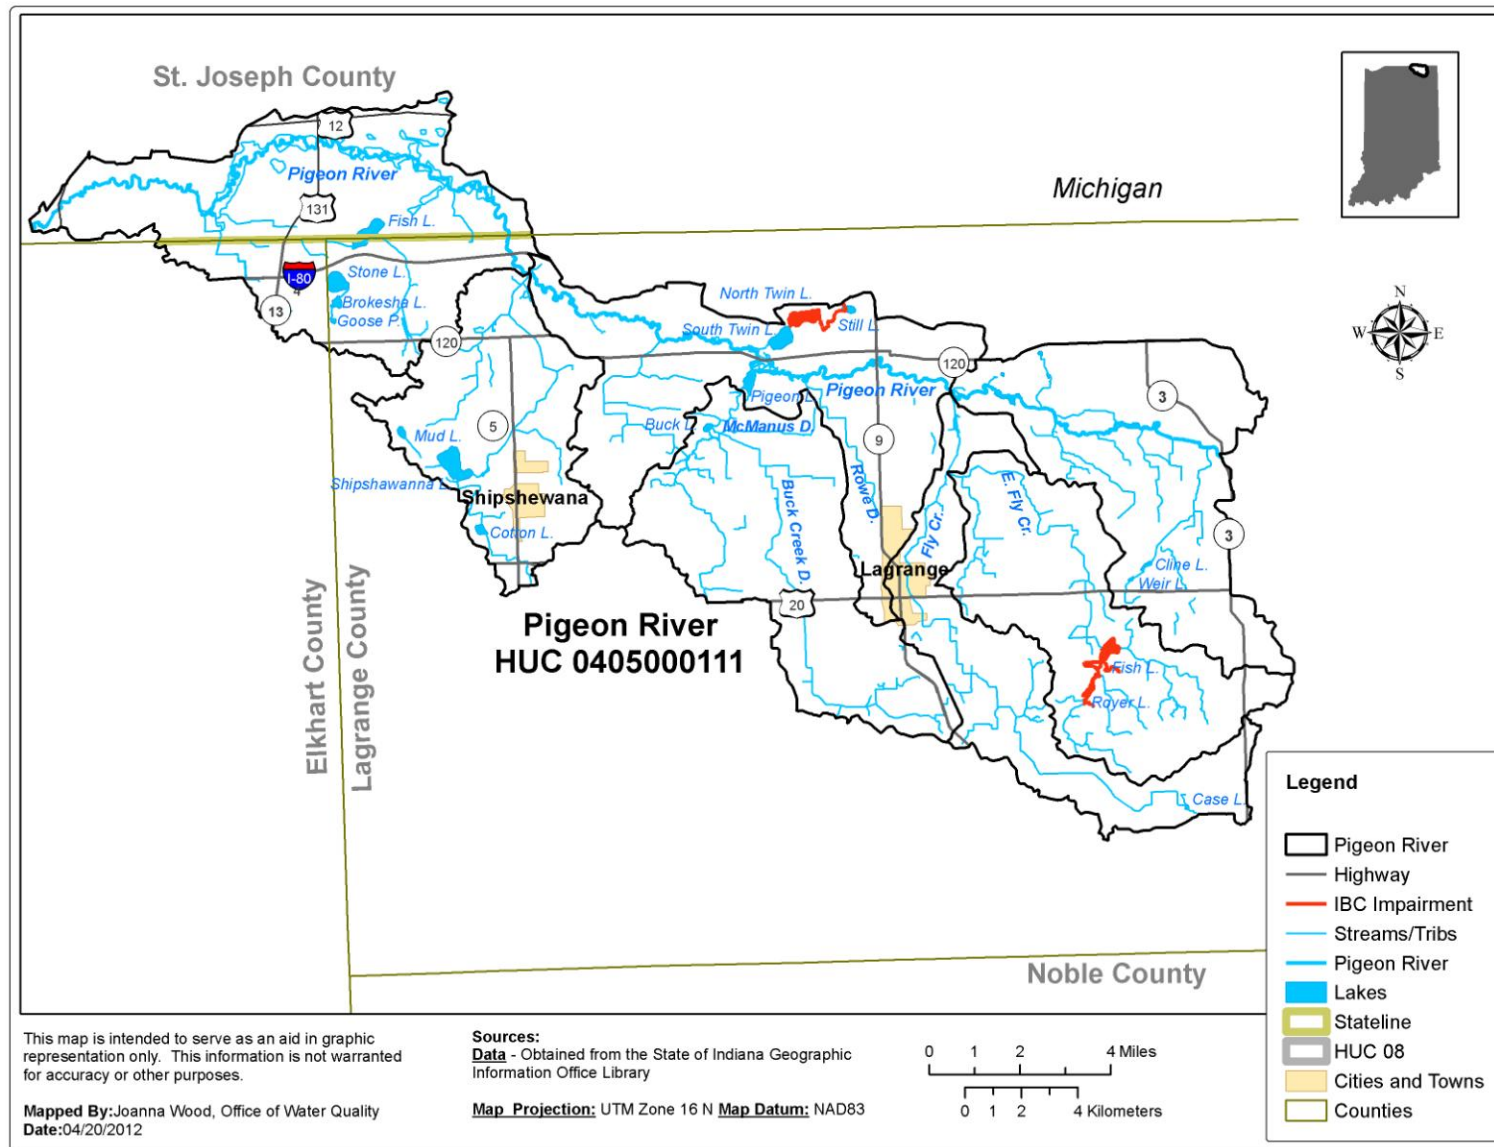 St. Joseph County
12
Pigeon River
131
Michigan
Fish L.
I-80
4
Stone L.
13
Brokesha L.
Goose P.
120
North Twin L.
South Twin L.
Still L.
120
Pigeon L.
Pigeon River
3
N
W
E
S
5
Mud L.
Buck L.
McManus D.
9
Shipshawanna L.
Shipshewana
Rowe D.
Buck Creek D.
E. Fly Cr.
Cotton L.
Fly Cr.
3
Lagrange
Cline L.
Weir L.
20
Elkhart County
Lagrange County
Pigeon River
HUC 0405000111
Fish L.
Royer L.
Case L.
Noble County
Legend
Pigeon River
Highway
IBC Impairment
Streams/Tribs
Pigeon River
Lakes
Stateline
HUC 08
Cities and Towns
Counties
This map is intended to serve as an aid in graphic
representation only. This information is not warranted
for accuracy or other purposes.
Mapped By:Joanna Wood, Office of Water Quality
Date:04/20/2012
Sources:
Data - Obtained from the State of Indiana Geographic
Information Office Library
Map Projection: UTM Zone 16 N Map Datum: NAD83
0 1 2 4 Miles
0 1 2 4 Kilometers